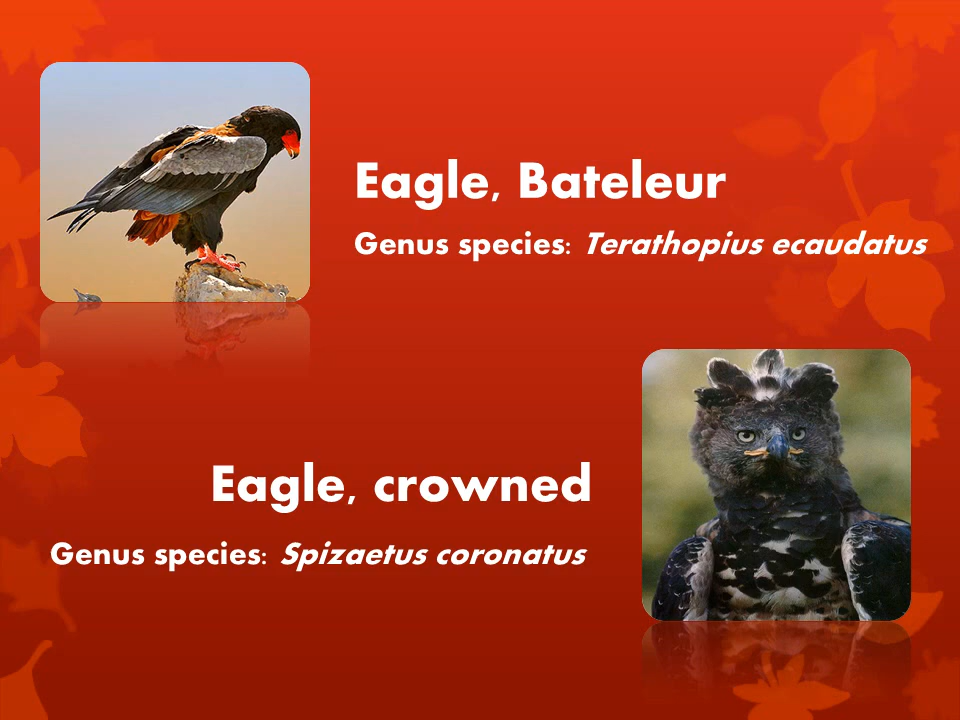 Eagle, Bateleur
Genus species: Terathopius ecaudatus
Eagle, crowned
Genus species: Spizaetus coronatus